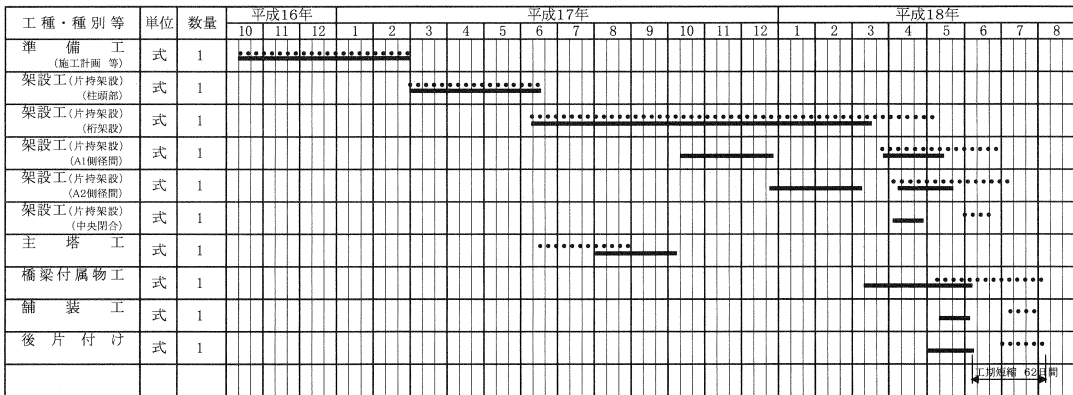 工種・種別等 単位 数量 平成16年 平成17年 平成18年
10 11 12 1 2 3 4 5 6 7 8 9 10 11 12 1 2 3 4 5 6 7 8
準備工 式 1
(施工計画 等)
架設工(片持架設) 式 1
(柱頭部)
架設工(片持架設) 式 1
(桁架設)
架設工(片持架設) 式 1
(A1側径間)
架設工(片持架設) 式 1
(A2側径間)
架設工(片持架設) 式 1
(中央閉合)
主塔工 式 1
橋梁付属物工 式 1
舗装工 式 1
後片付け 式 1
工期短縮 62日間